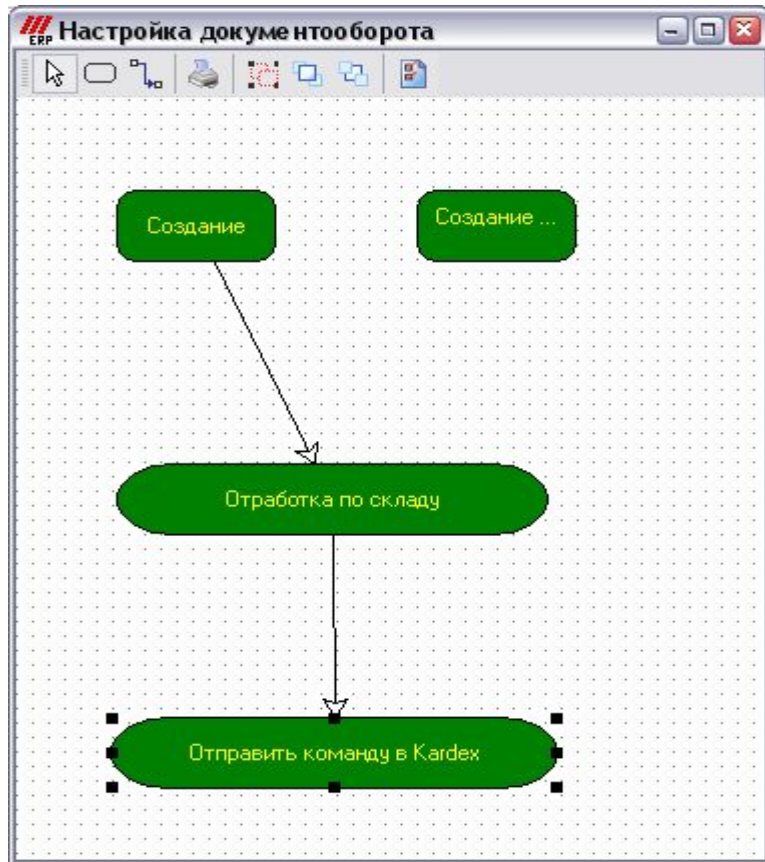 ERP Настройка документооборота
Создание
Создание ...
Отработка по складу
Отправить команду в Kardex